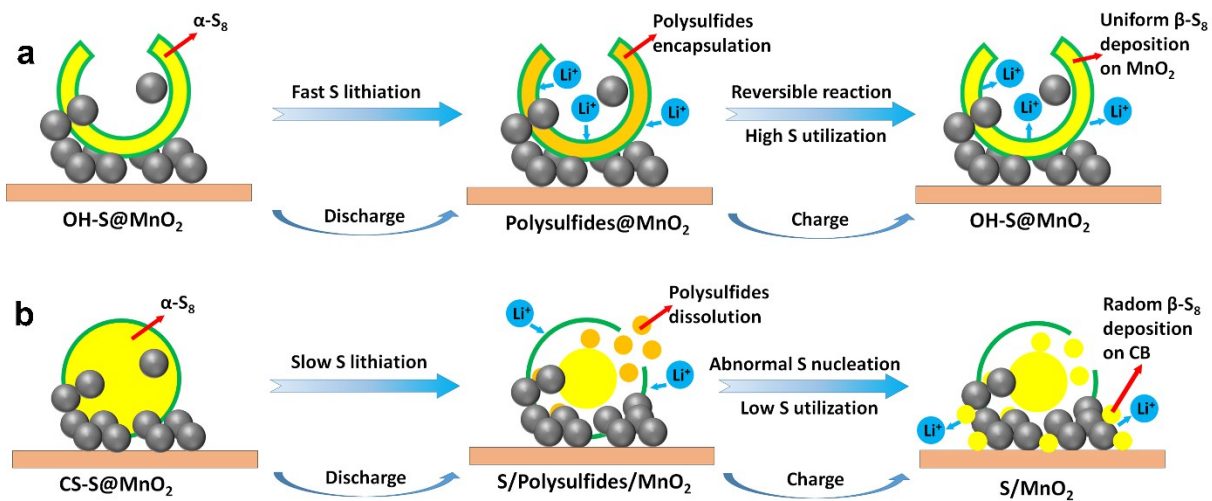 a
α-S8
OH-S@MnO2
Fast S lithiation
Discharge
Polysulfides
encapsulation
Li+
Li+
Li+
Polysulfides@MnO2
Reversible reaction
High S utilization
Charge
Uniform β-S8
deposition
on MnO2
Li+
Li+
Li+
OH-S@MnO2
b
α-S8
CS-S@MnO2
Slow S lithiation
Discharge
Polysulfides
dissolution
Li+
Li+
S/Polysulfides/MnO2
Abnormal S nucleation
Low S utilization
Charge
Radom β-S8
deposition
on CB
Li+
Li+
S/MnO2